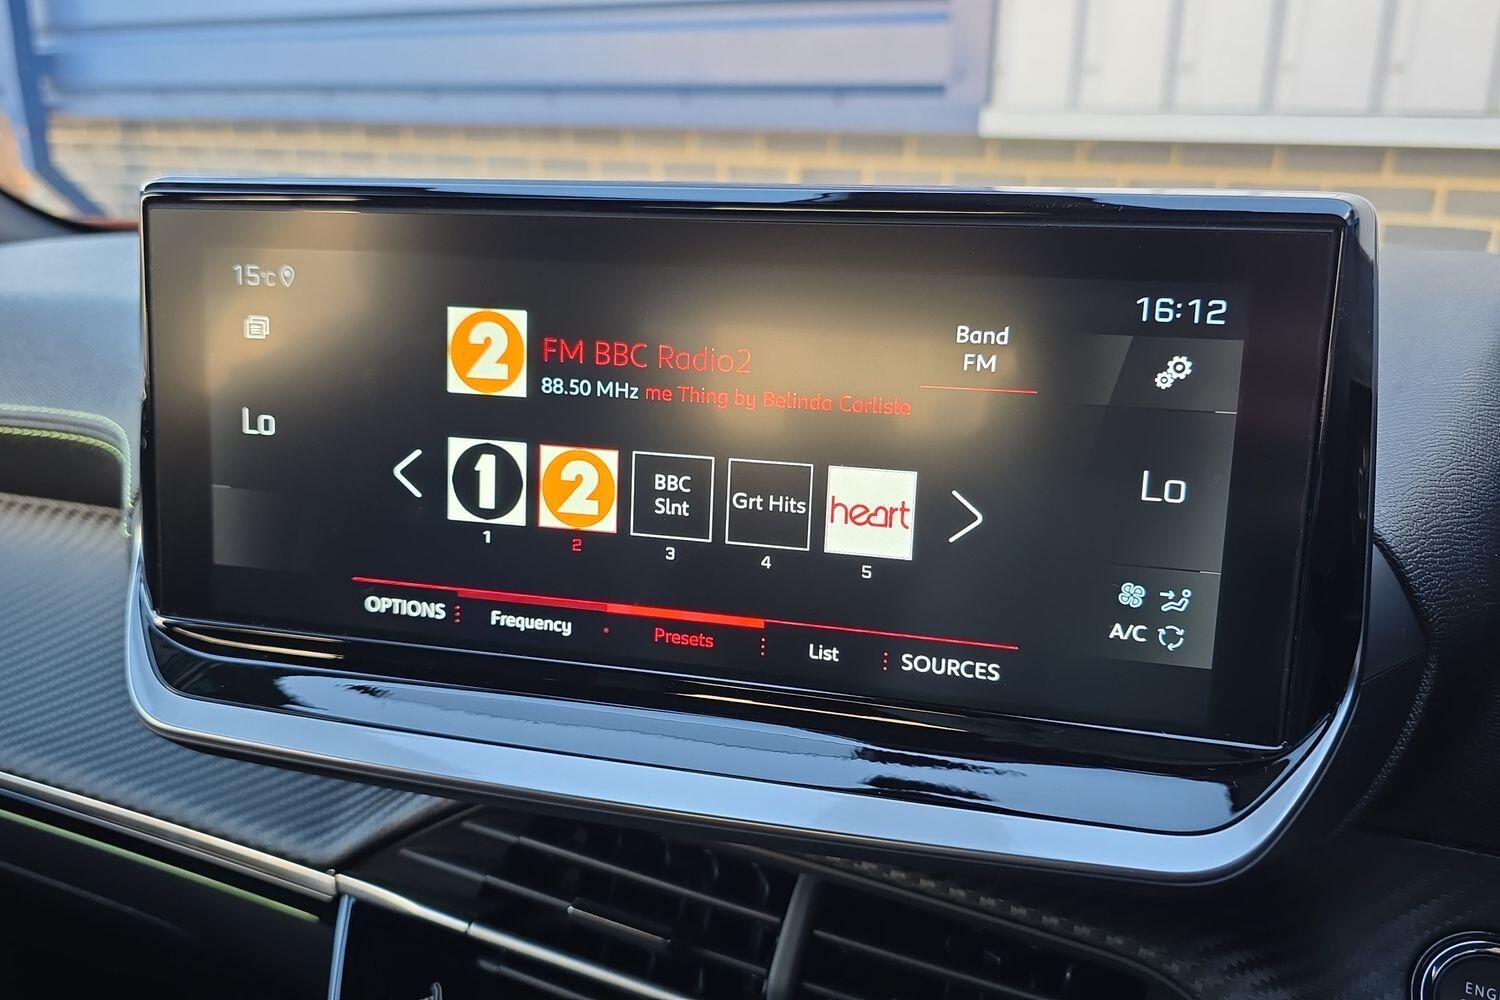 15°C
16:12
2
FM BBC Radio2
88.50 MHz me Thing by Belinda Carlisle
Band
FM
Lo
Lo
1
2
BBC
Slnt
Grt Hits
heart
1
2
3
4
5
OPTIONS
Frequency
Presets
List
SOURCES
A/C
ENG